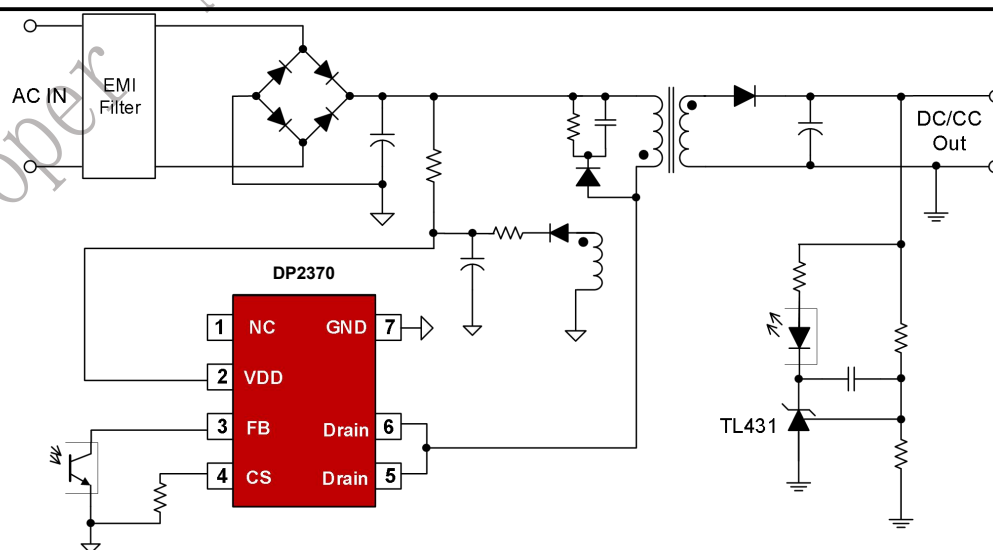 AC IN
EMI
Filter
DC/CC
Out
DP2370
1 NC
GND 7
2 VDD
3 FB
Drain 6
4 CS
Drain 5
TL431